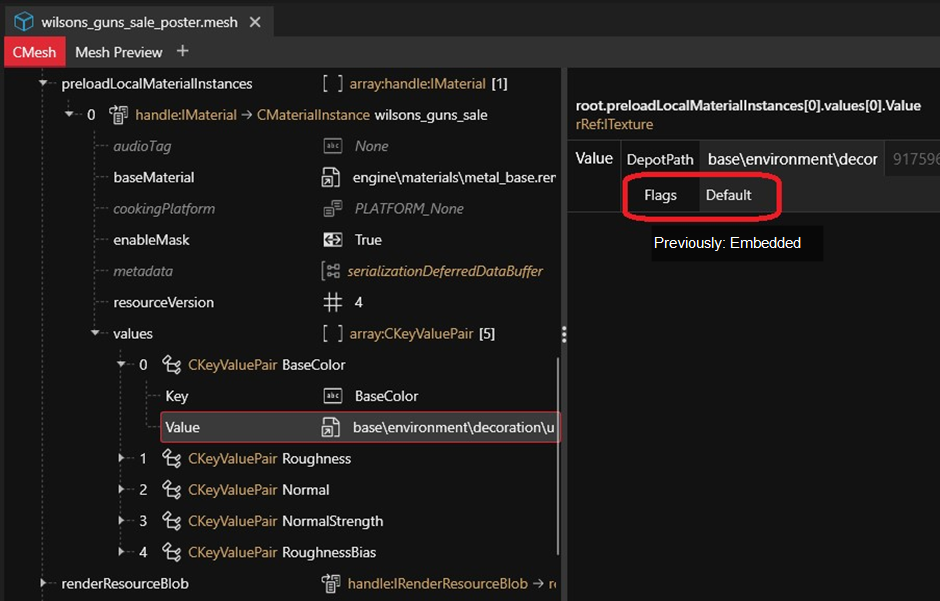 wilsons_guns_sale_poster.mesh
CMesh Mesh Preview +
preloadLocalMaterialInstances [ ] array:handle:IMaterial [1]
0 handle:IMaterial → CMaterialInstance wilsons_guns_sale
audioTag abc None
baseMaterial engine\materials\metal_base.rem
cookingPlatform PLATFORM_None
enableMask True
metadata serializationDeferredDataBuffer
resourceVersion 4
values [ ] array:CKeyValuePair [5]
0 CKeyValuePair BaseColor
Key abc BaseColor
Value base\environment\decoration\u
1 CKeyValuePair Roughness
2 CKeyValuePair Normal
3 CKeyValuePair NormalStrength
4 CKeyValuePair RoughnessBias
renderResourceBlob handle:IRenderResourceBlob →
root.preloadLocalMaterialInstances[0].values[0].Value
rRef:ITexture
Value DepotPath base\environment\decor 917596
Flags Default
Previously: Embedded